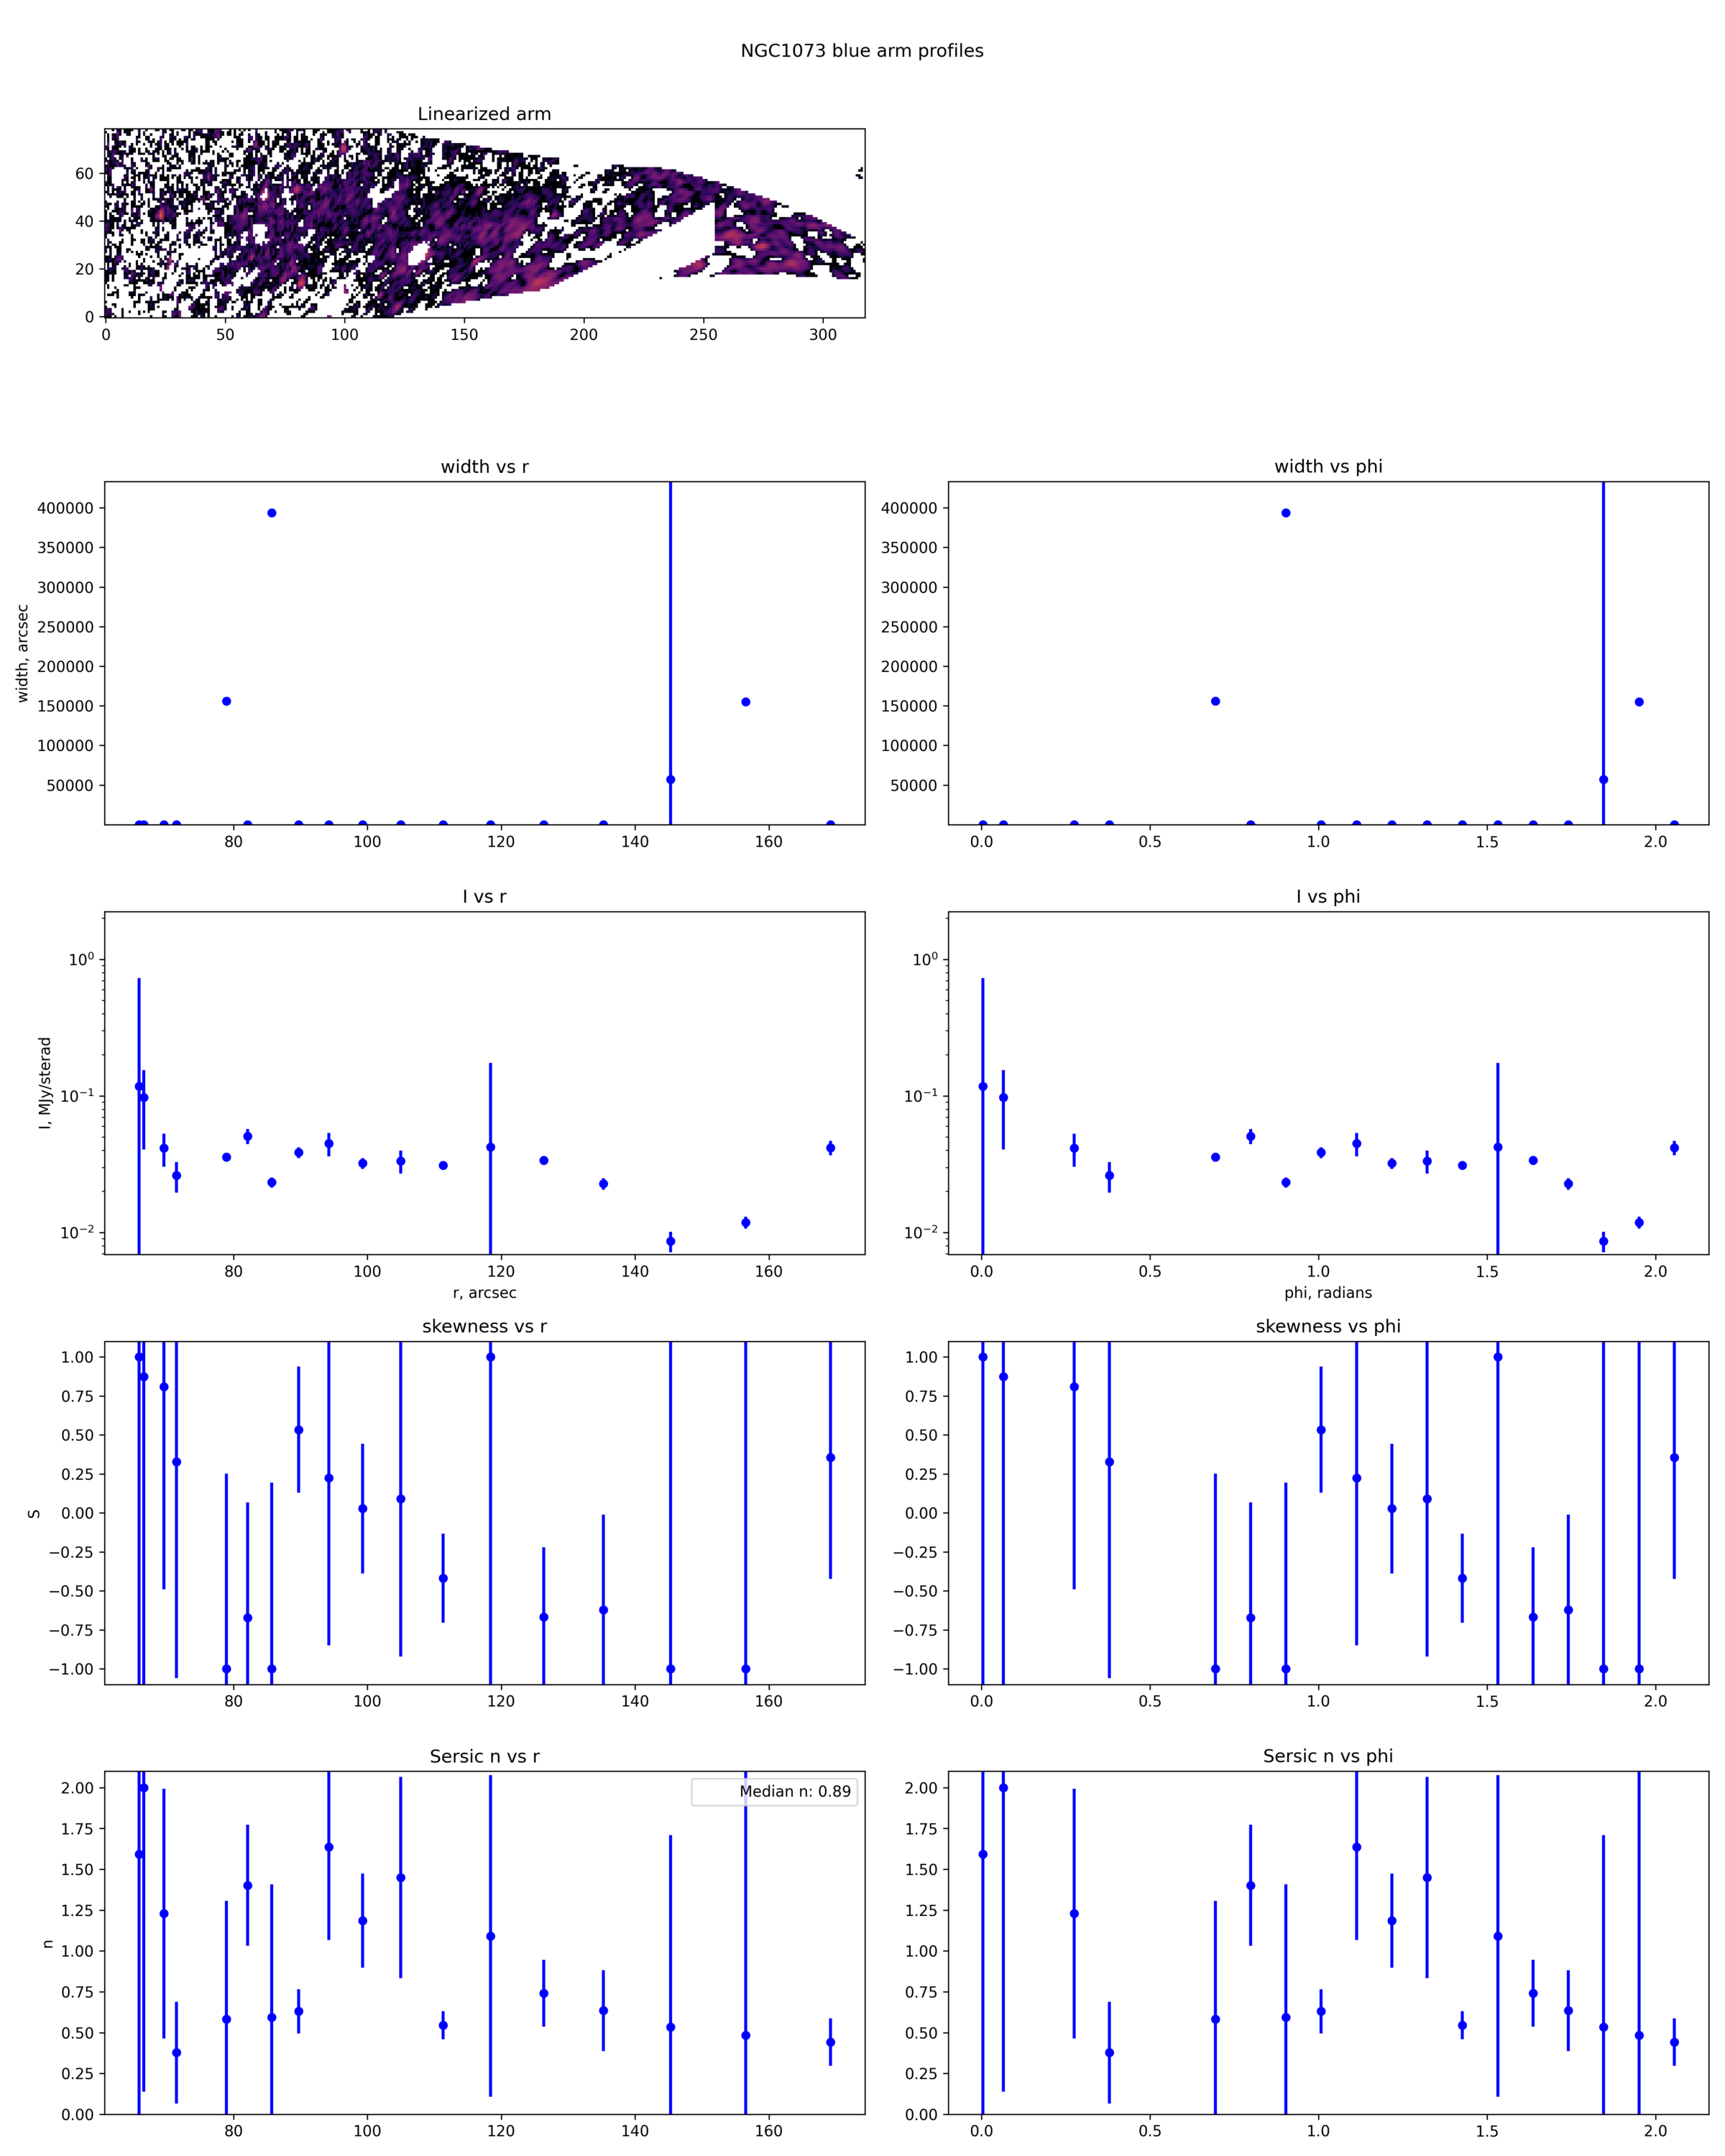 NGC1073 blue arm profiles
Linearized arm
60
40
20
0
0 50 100 150 200 250 300
width vs r
width vs phi
width, arcsec
400000
350000
300000
250000
200000
150000
100000
50000
80 100 120 140 160
400000
350000
300000
250000
200000
150000
100000
50000
0.0 0.5 1.0 1.5 2.0
I vs r
I vs phi
I, MJy/sterad
10⁰
10⁻¹
10⁻²
80 100 120 140 160
r, arcsec
10⁰
10⁻¹
10⁻²
0.0 0.5 1.0 1.5 2.0
phi, radians
skewness vs r
skewness vs phi
S
1.00
0.75
0.50
0.25
0.00
−0.25
−0.50
−0.75
−1.00
80 100 120 140 160
1.00
0.75
0.50
0.25
0.00
−0.25
−0.50
−0.75
−1.00
0.0 0.5 1.0 1.5 2.0
Sersic n vs r
Sersic n vs phi
n
Median n: 0.89
2.00
1.75
1.50
1.25
1.00
0.75
0.50
0.25
0.00
80 100 120 140 160
2.00
1.75
1.50
1.25
1.00
0.75
0.50
0.25
0.00
0.0 0.5 1.0 1.5 2.0